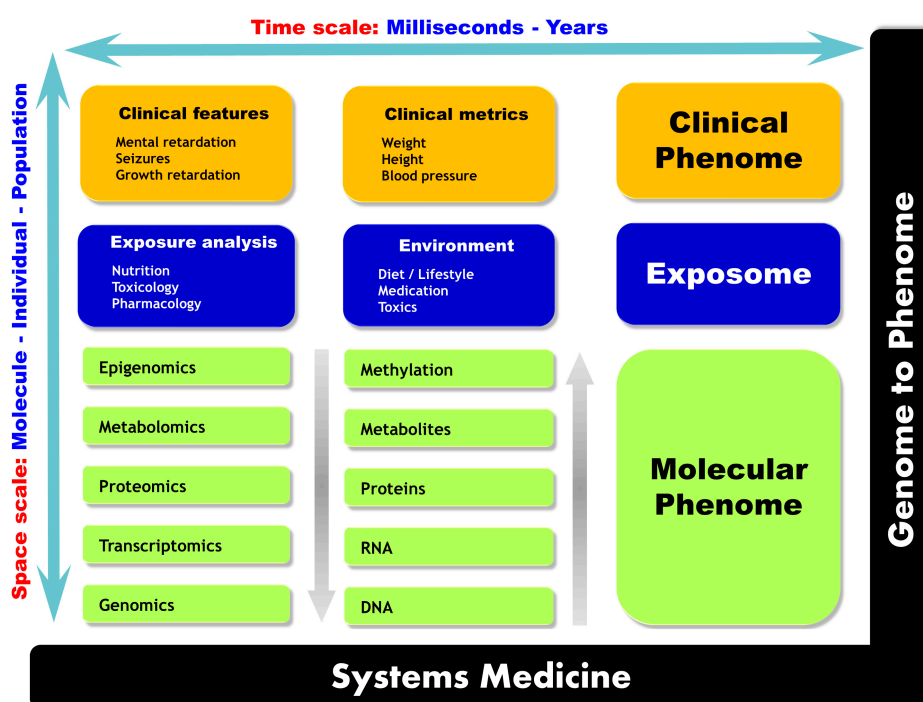 Time scale: Milliseconds - Years
Space scale: Molecule - Individual - Population
Clinical features
Mental retardation
Seizures
Growth retardation
Clinical metrics
Weight
Height
Blood pressure
Clinical
Phenome
Exposure analysis
Nutrition
Toxicology
Pharmacology
Environment
Diet / Lifestyle
Medication
Toxics
Exposome
Epigenomics
Metabolomics
Proteomics
Transcriptomics
Genomics
Methylation
Metabolites
Proteins
RNA
DNA
Molecular
Phenome
Genome to Phenome
Systems Medicine